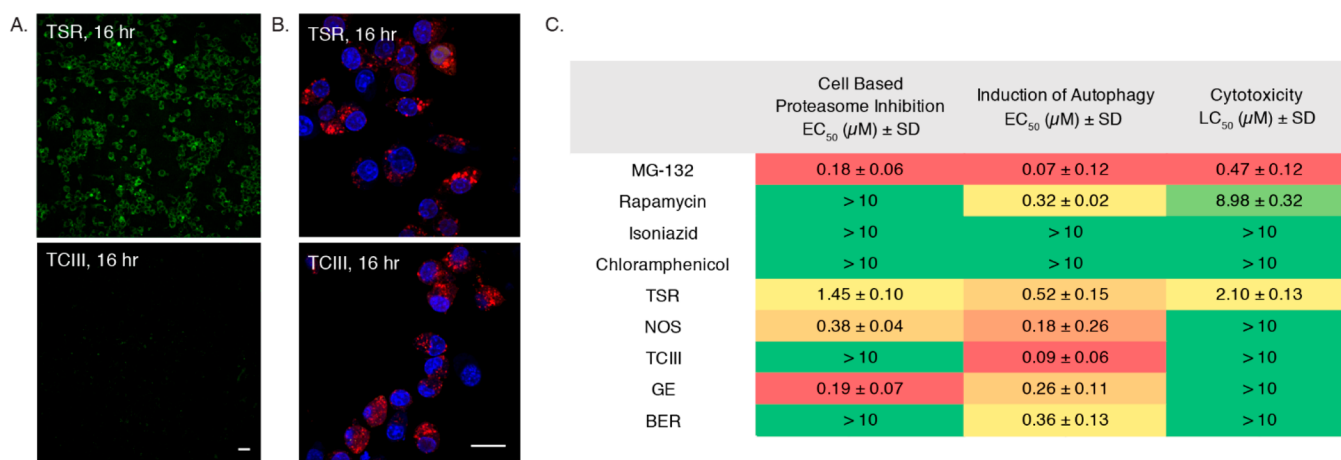 A.
TSR, 16 hr
TCIII, 16 hr
B.
TSR, 16 hr
TCIII, 16 hr
C.
Cell Based
Proteasome Inhibition
EC50 (µM) ± SD
Induction of Autophagy
EC50 (µM) ± SD
Cytotoxicity
LC50 (µM) ± SD
MG-132 0.18 ± 0.06 0.07 ± 0.12 0.47 ± 0.12
Rapamycin > 10 0.32 ± 0.02 8.98 ± 0.32
Isoniazid > 10 > 10 > 10
Chloramphenicol > 10 > 10 > 10
TSR 1.45 ± 0.10 0.52 ± 0.15 2.10 ± 0.13
NOS 0.38 ± 0.04 0.18 ± 0.26 > 10
TCIII > 10 0.09 ± 0.06 > 10
GE 0.19 ± 0.07 0.26 ± 0.11 > 10
BER > 10 0.36 ± 0.13 > 10